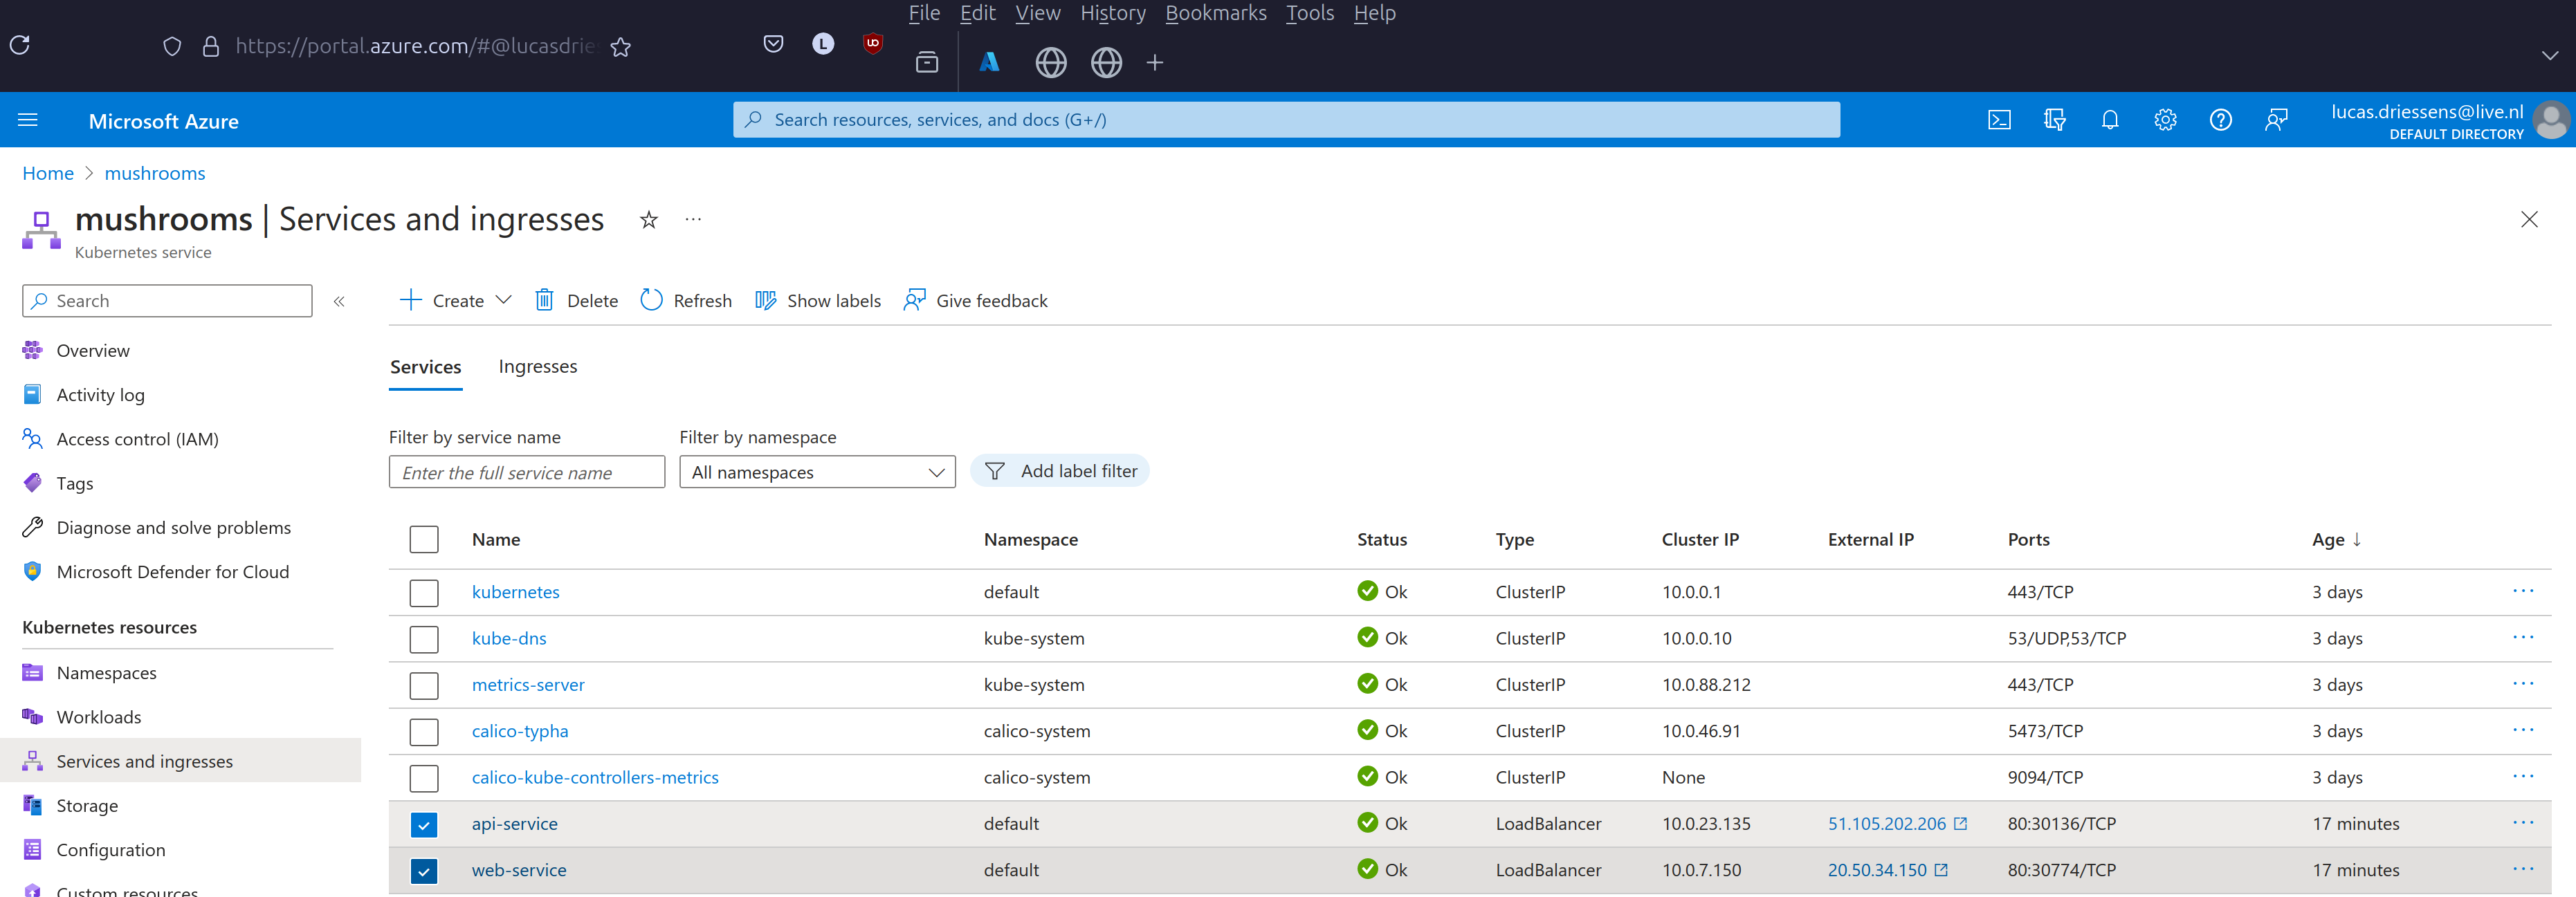 File Edit View History Bookmarks Tools Help
https://portal.azure.com/#@lucasdries
L
Microsoft Azure
Search resources, services, and docs (G+/)
lucas.driessens@live.nl
DEFAULT DIRECTORY
Home > mushrooms
mushrooms | Services and ingresses
Kubernetes service
Search
Create Delete Refresh Show labels Give feedback
Overview
Activity log
Access control (IAM)
Tags
Diagnose and solve problems
Microsoft Defender for Cloud
Kubernetes resources
Namespaces
Workloads
Services and ingresses
Storage
Configuration
Custom resources
Services Ingresses
Filter by service name Filter by namespace
Enter the full service name All namespaces Add label filter
Name Namespace Status Type Cluster IP External IP Ports Age ↓
kubernetes default Ok ClusterIP 10.0.0.1 443/TCP 3 days
kube-dns kube-system Ok ClusterIP 10.0.0.10 53/UDP,53/TCP 3 days
metrics-server kube-system Ok ClusterIP 10.0.88.212 443/TCP 3 days
calico-typha calico-system Ok ClusterIP 10.0.46.91 5473/TCP 3 days
calico-kube-controllers-metrics calico-system Ok ClusterIP None 9094/TCP 3 days
api-service default Ok LoadBalancer 10.0.23.135 51.105.202.206 80:30136/TCP 17 minutes
web-service default Ok LoadBalancer 10.0.7.150 20.50.34.150 80:30774/TCP 17 minutes